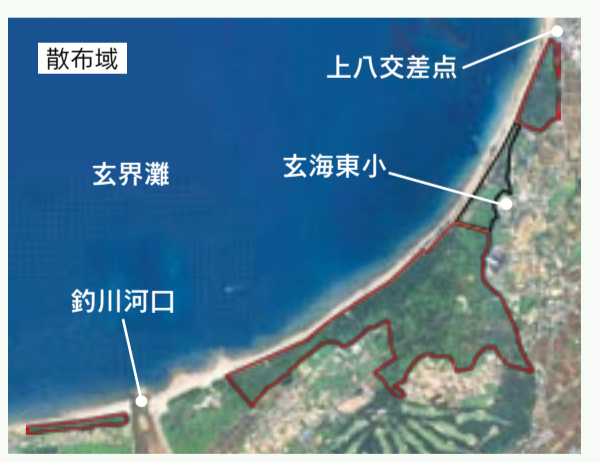 散布域
上八交差点
玄界灘
玄海東小
釣川河口